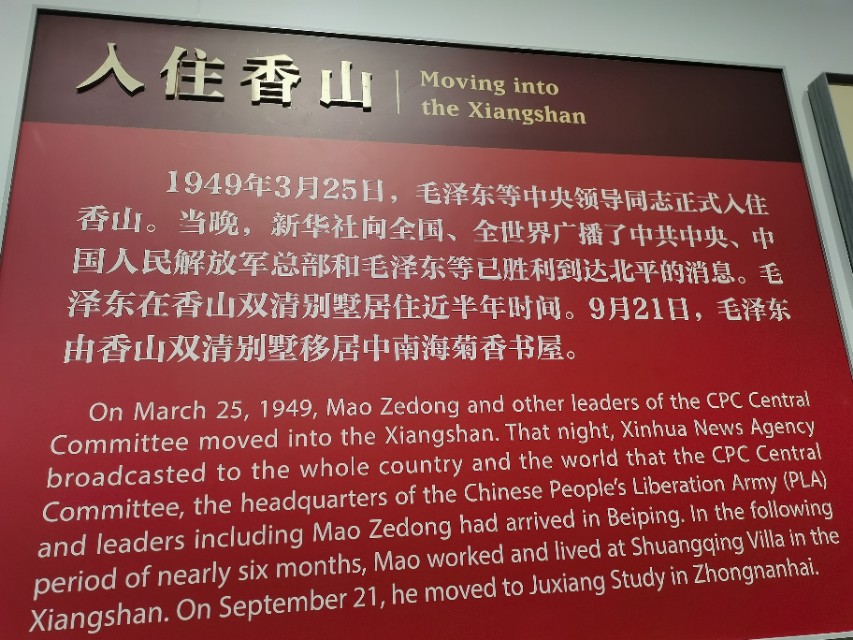 入住香山
Moving into
the Xiangshan
1949年3月25日，毛泽东等中央领导同志正式入住
香山。当晚，新华社向全国、全世界广播了中共中央、中
国人民解放军总部和毛泽东等已胜利到达北平的消息。毛
泽东在香山双清别墅居住近半年时间。9月21日，毛泽东
由香山双清别墅移居中南海菊香书屋。
On March 25, 1949, Mao Zedong and other leaders of the CPC Central
Committee moved into the Xiangshan. That night, Xinhua News Agency
broadcasted to the whole country and the world that the CPC Central
Committee, the headquarters of the Chinese People's Liberation Army (PLA)
and leaders including Mao Zedong had arrived in Beiping. In the following
period of nearly six months, Mao worked and lived at Shuangqing Villa in the
Xiangshan. On September 21, he moved to Juxiang Study in Zhongnanhai.